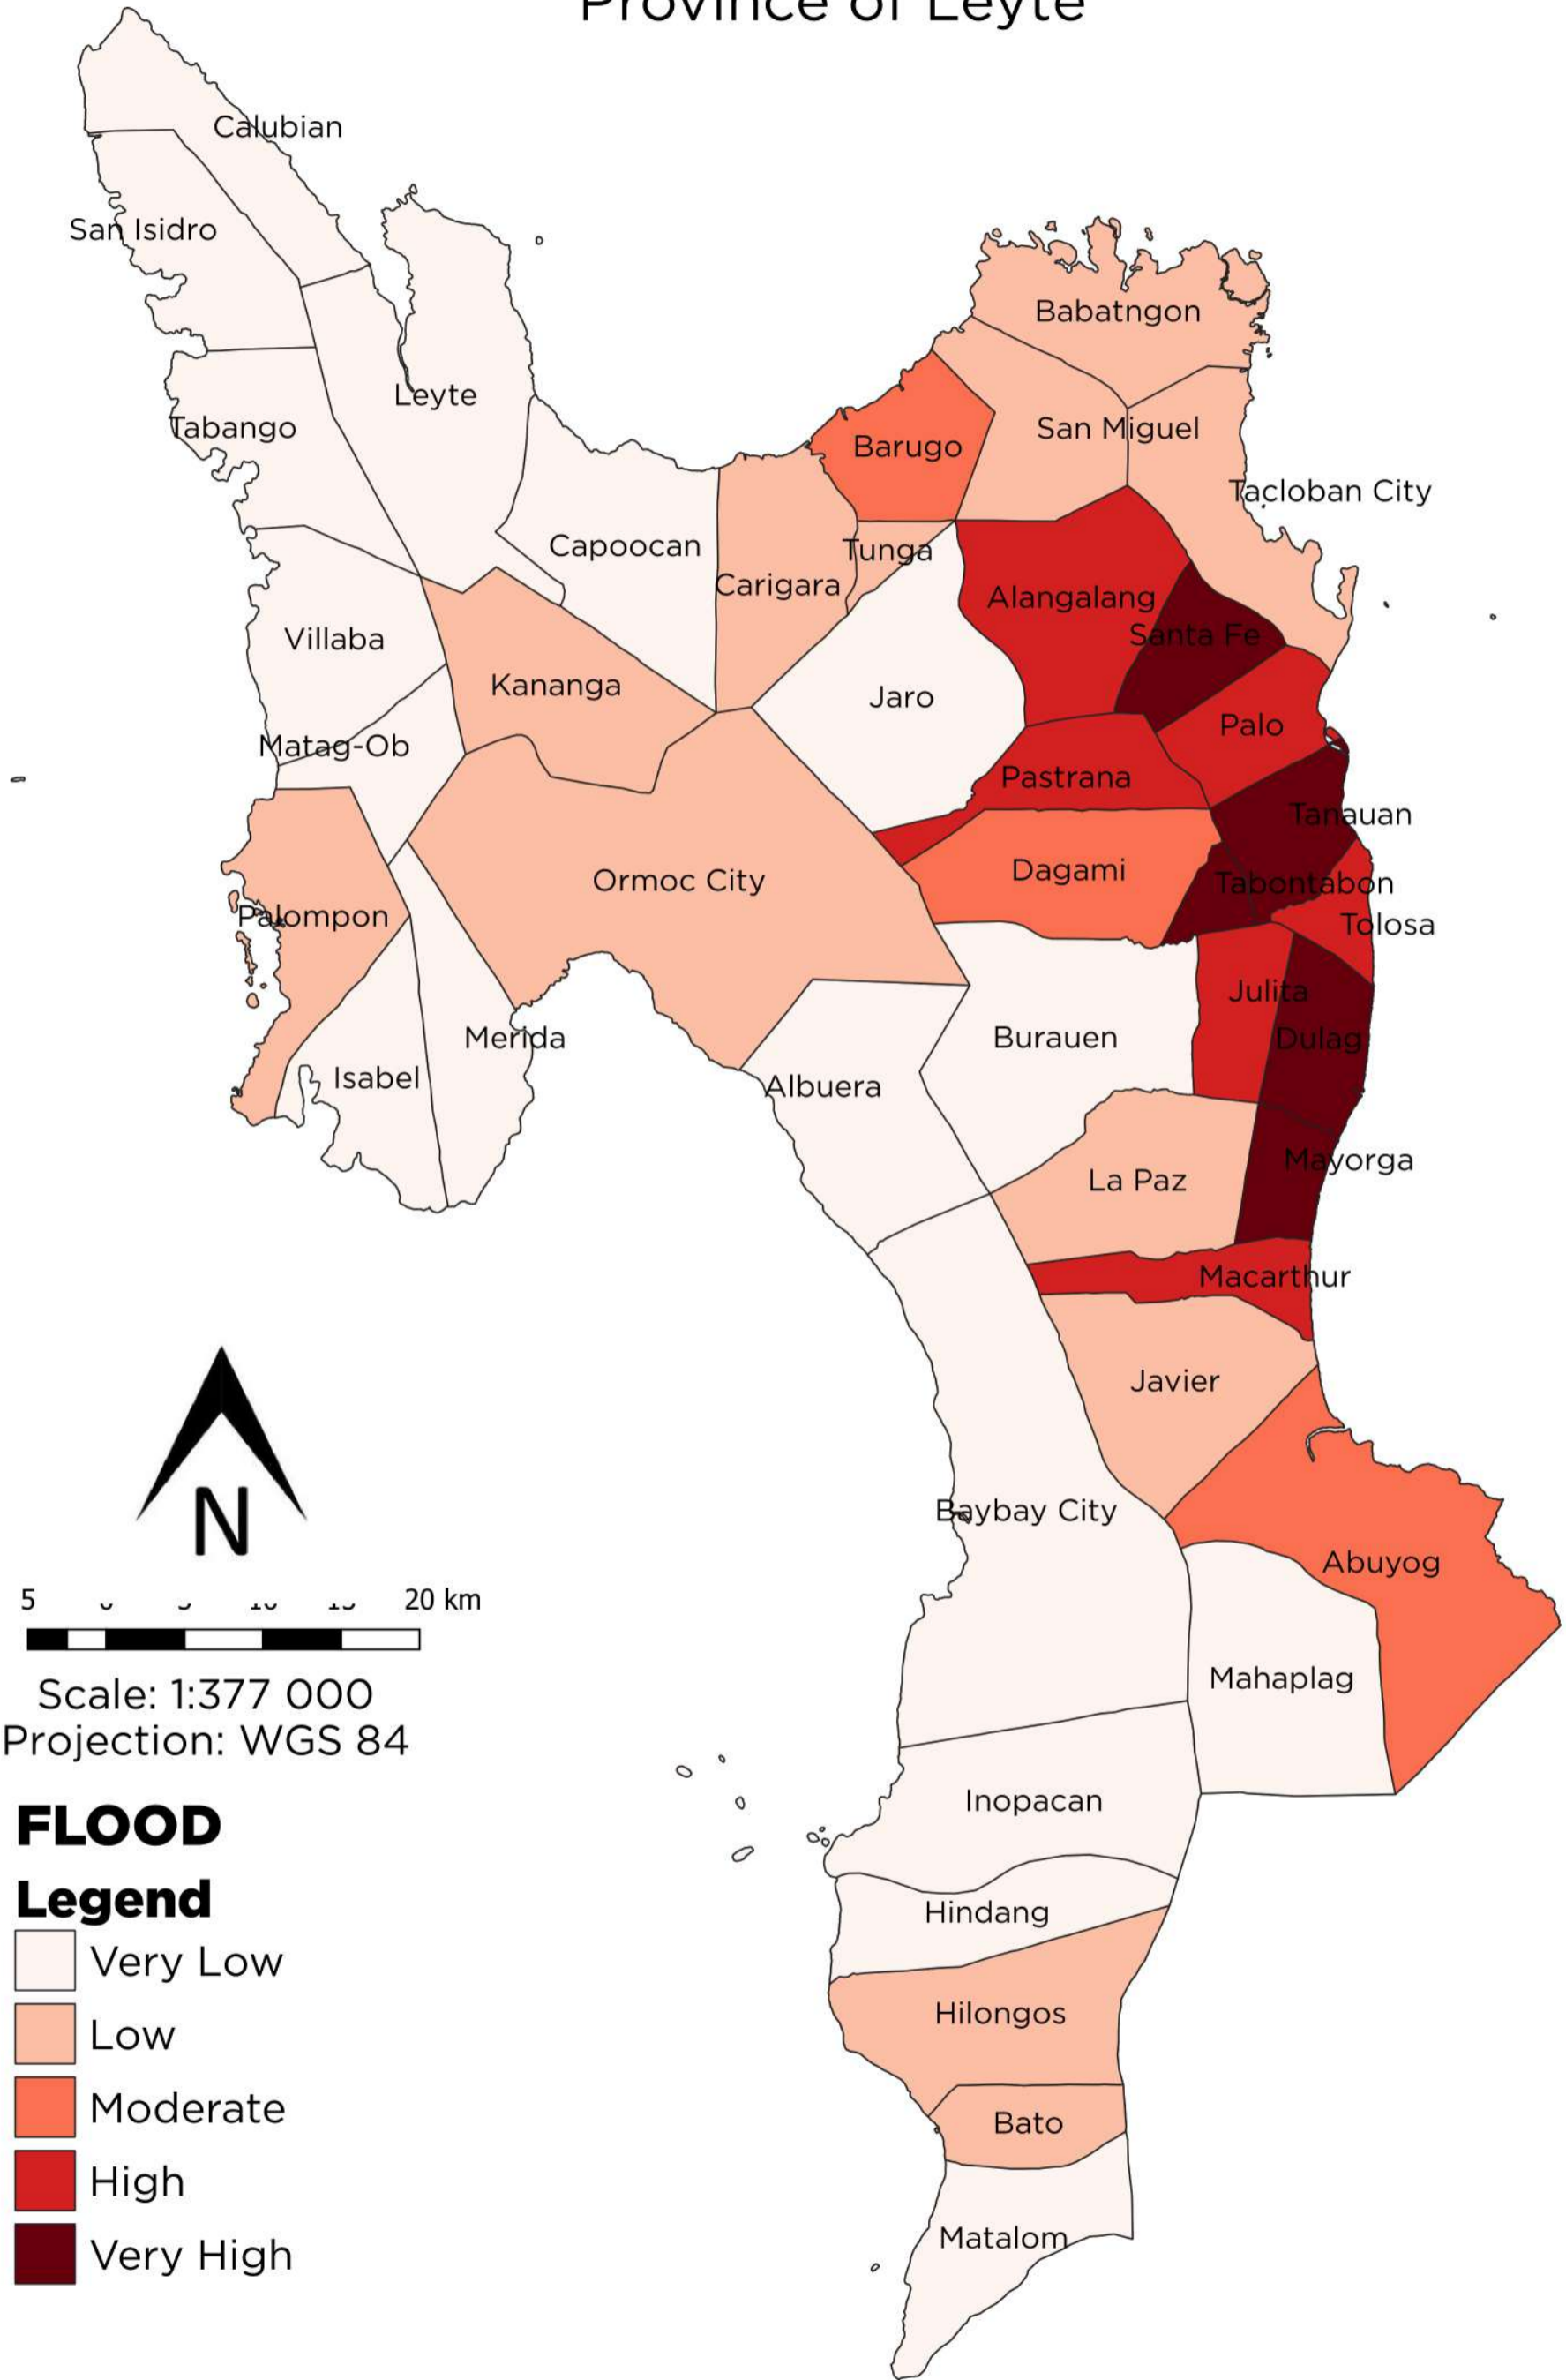 Province of Leyte
Calubian
San Isidro
Babatngon
Leyte
Tabango
San Miguel
Barugo
Tacloban City
Capoocan
Tunga
Carigara
Alangalang
Santa Fe
Villaba
Kananga
Jaro
Palo
Matag-Ob
Pastrana
Tanauan
Dagami
Ormoc City
Tabontabon
Palompon
Tolosa
Julita
Merida
Burauen
Dulag
Isabel
Albuera
Mayorga
La Paz
Macarthur
Javier
Baybay City
Abuyog
Mahaplag
Inopacan
Hindang
Hilongos
Bato
Matalom
N
5 20 km
Scale: 1:377 000
Projection: WGS 84
FLOOD
Legend
Very Low
Low
Moderate
High
Very High